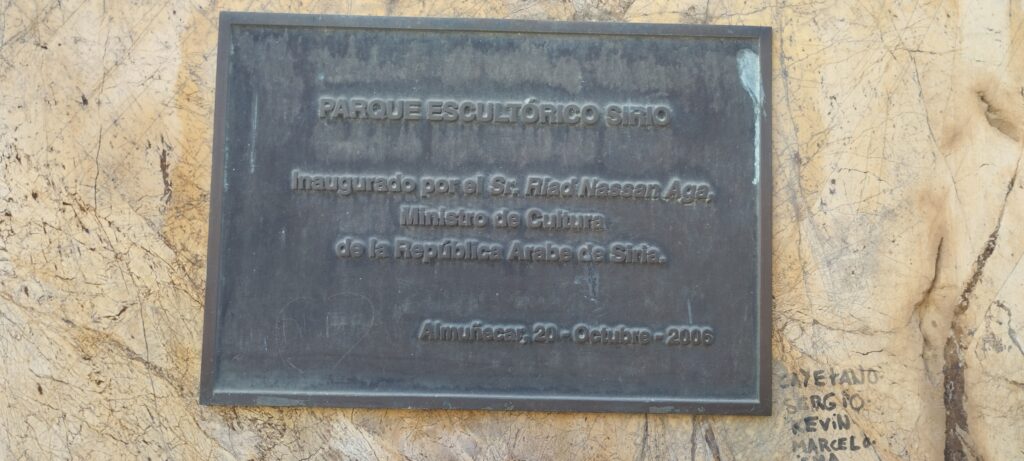 PARQUE ESCULTÓRICO SIRIO
Inaugurado por el Sr. Riad Nassan Aga,
Ministro de Cultura
de la República Arabe de Siria.
Almuñecar, 20 - Octubre - 2006
CAYETANO
SERGIO
KEVIN
MARCELO